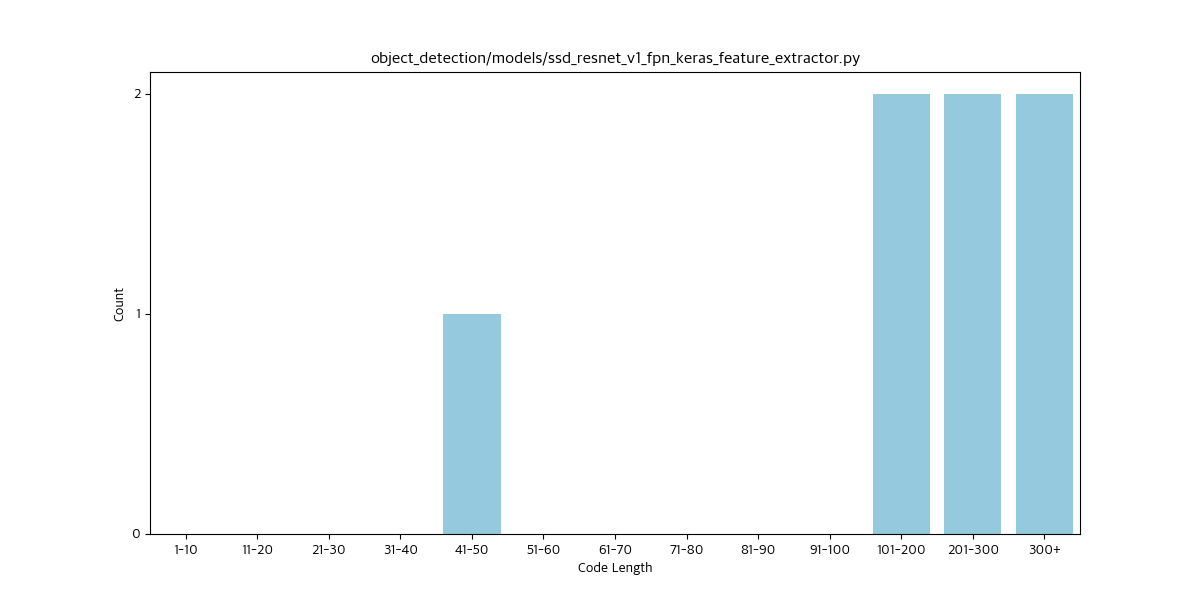 object_detection/models/ssd_resnet_v1_fpn_keras_feature_extractor.py
Count
2
1
0
1-10 11-20 21-30 31-40 41-50 51-60 61-70 71-80 81-90 91-100 101-200 201-300 300+
Code Length